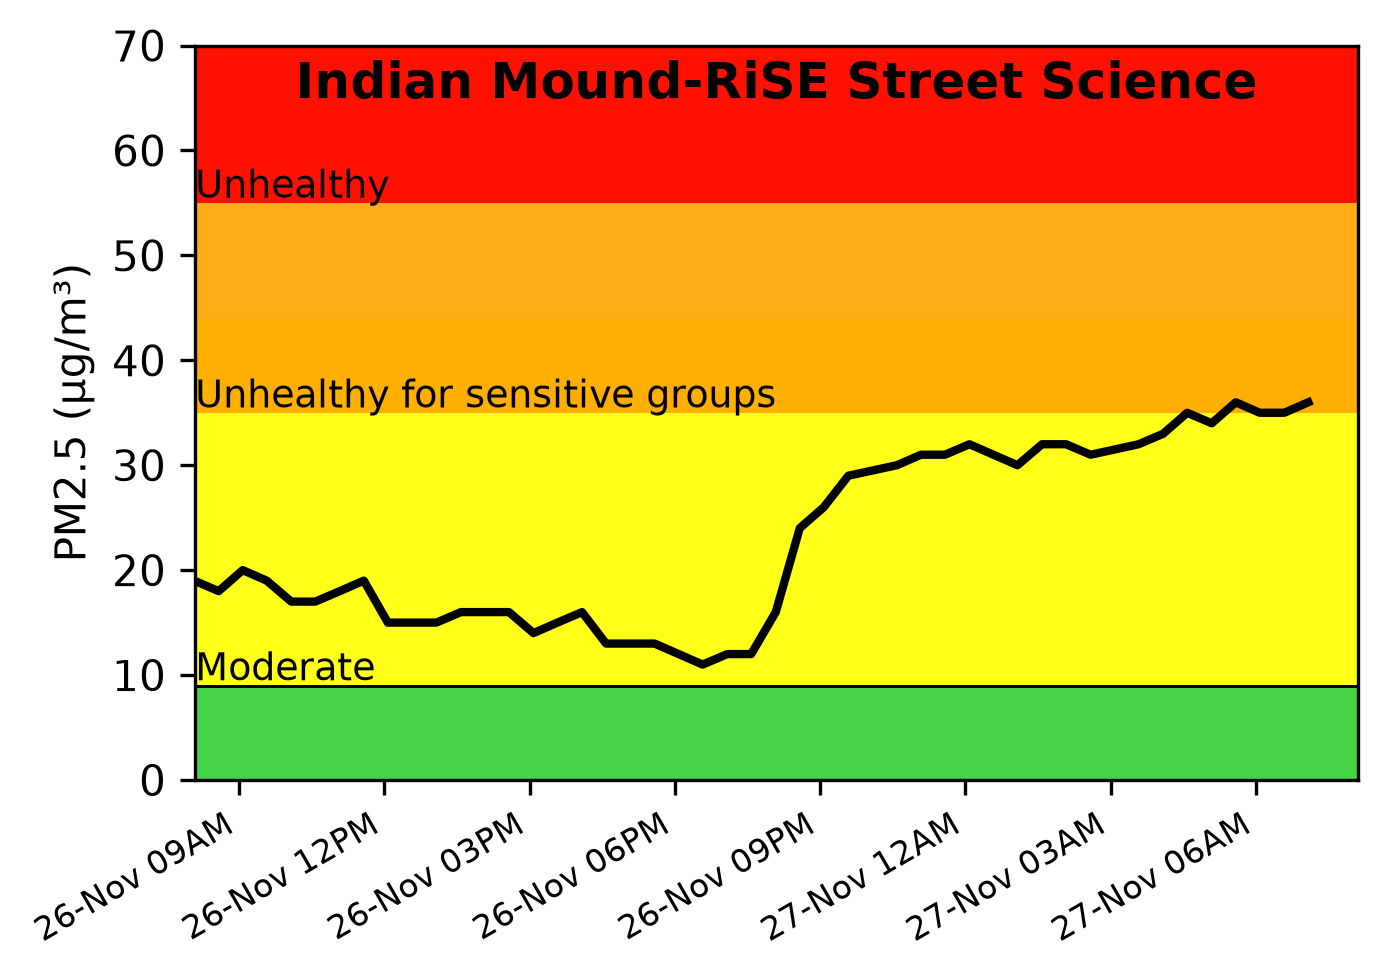 Indian Mound-RiSE Street Science
70
60
50
40
30
20
10
0
PM2.5 (µg/m³)
Unhealthy
Unhealthy for sensitive groups
Moderate
26-Nov 09AM
26-Nov 12PM
26-Nov 03PM
26-Nov 06PM
26-Nov 09PM
27-Nov 12AM
27-Nov 03AM
27-Nov 06AM